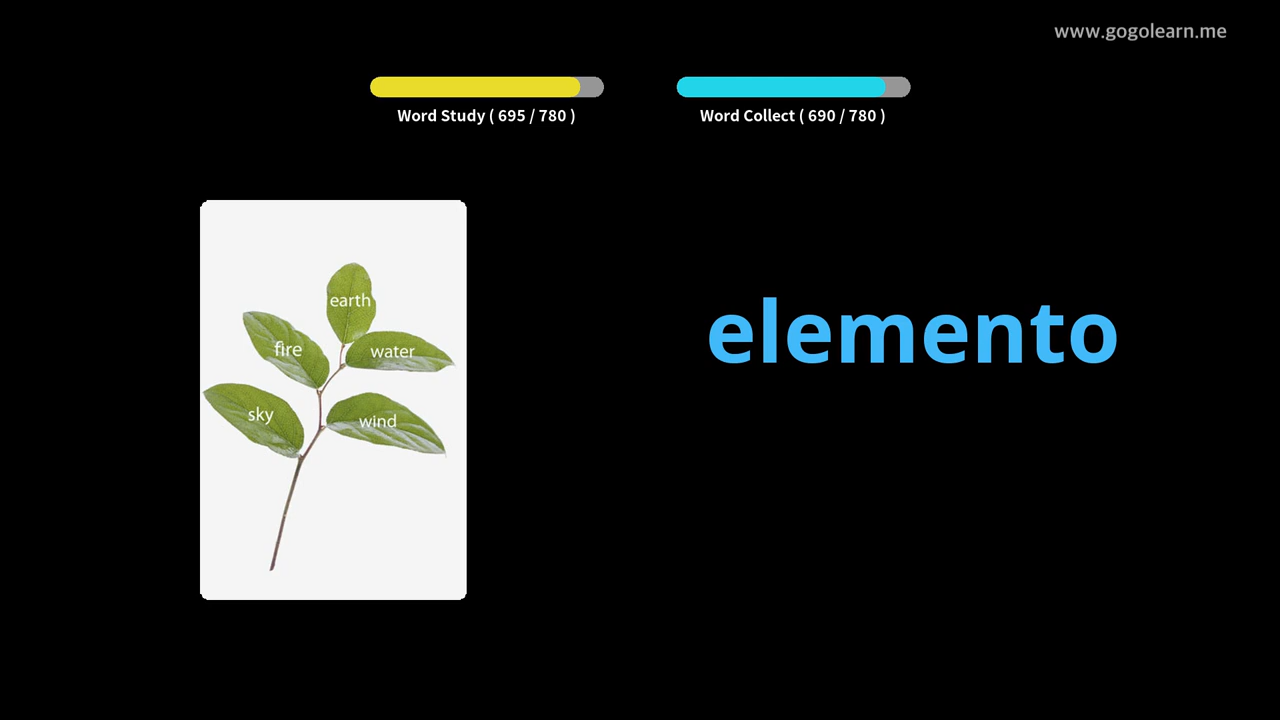 www.gogolearn.me
Word Study ( 695 / 780 )
Word Collect ( 690 / 780 )
earth
fire
water
sky
wind
elemento